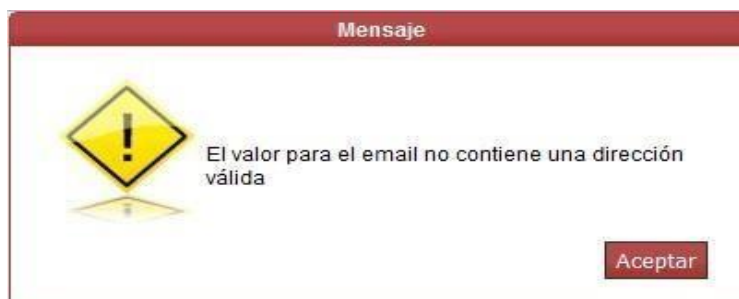 Mensaje
El valor para el email no contiene una dirección
válida
Aceptar